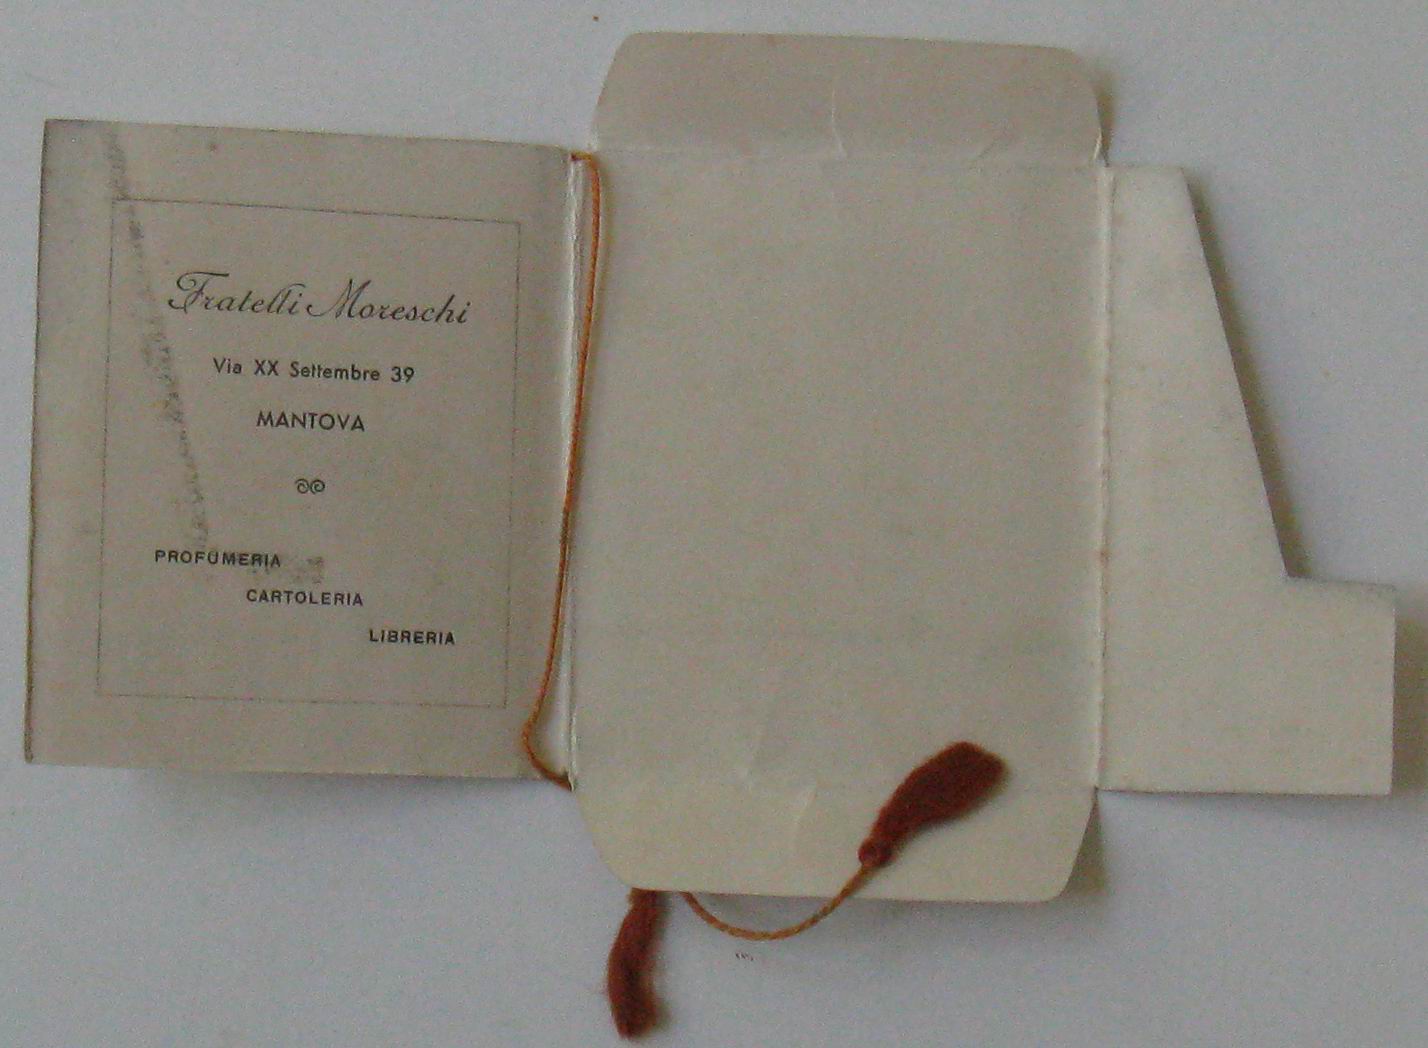 Fratelli Moreschi
Via XX Settembre 39
MANTOVA
PROFUMERIA
CARTOLERIA
LIBRERIA